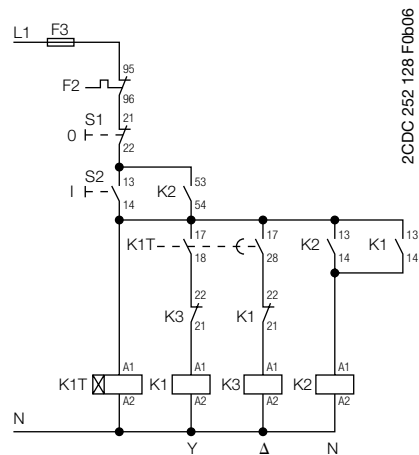 L1 F3
2CDC 252 128 F0b06
95
F2
96
S1 21
0
22
S2 13 K2 53
I
14 54
K1T 17 17 K2 13 K1 13
18 28 14 14
K3 22 K1 22
21 21
K1T A1 K1 A1 K3 A1 K2 A1
A2 A2 A2 A2
N
Y Δ N